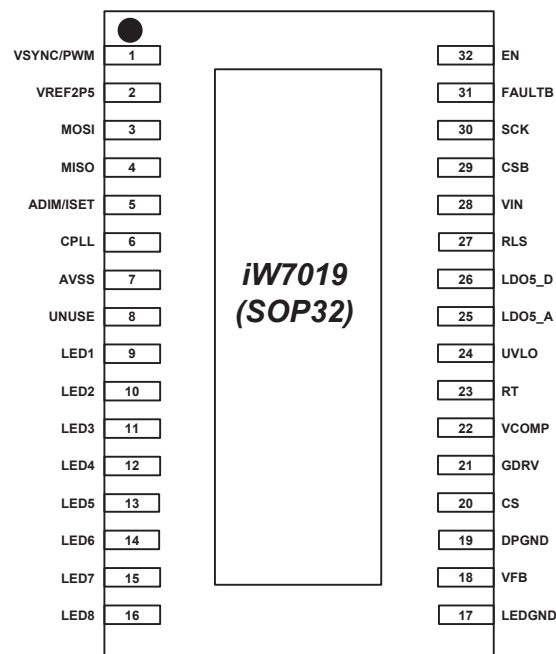 VSYNC/PWM 1 32 EN
VREF2P5 2 31 FAULTB
MOSI 3 30 SCK
MISO 4 29 CSB
ADIM/ISET 5 28 VIN
CPLL 6 27 RLS
AVSS 7 iW7019 26 LDO5_D
UNUSE 8 (SOP32) 25 LDO5_A
LED1 9 24 UVLO
LED2 10 23 RT
LED3 11 22 VCOMP
LED4 12 21 GDRV
LED5 13 20 CS
LED6 14 19 DPGND
LED7 15 18 VFB
LED8 16 17 LEDGND